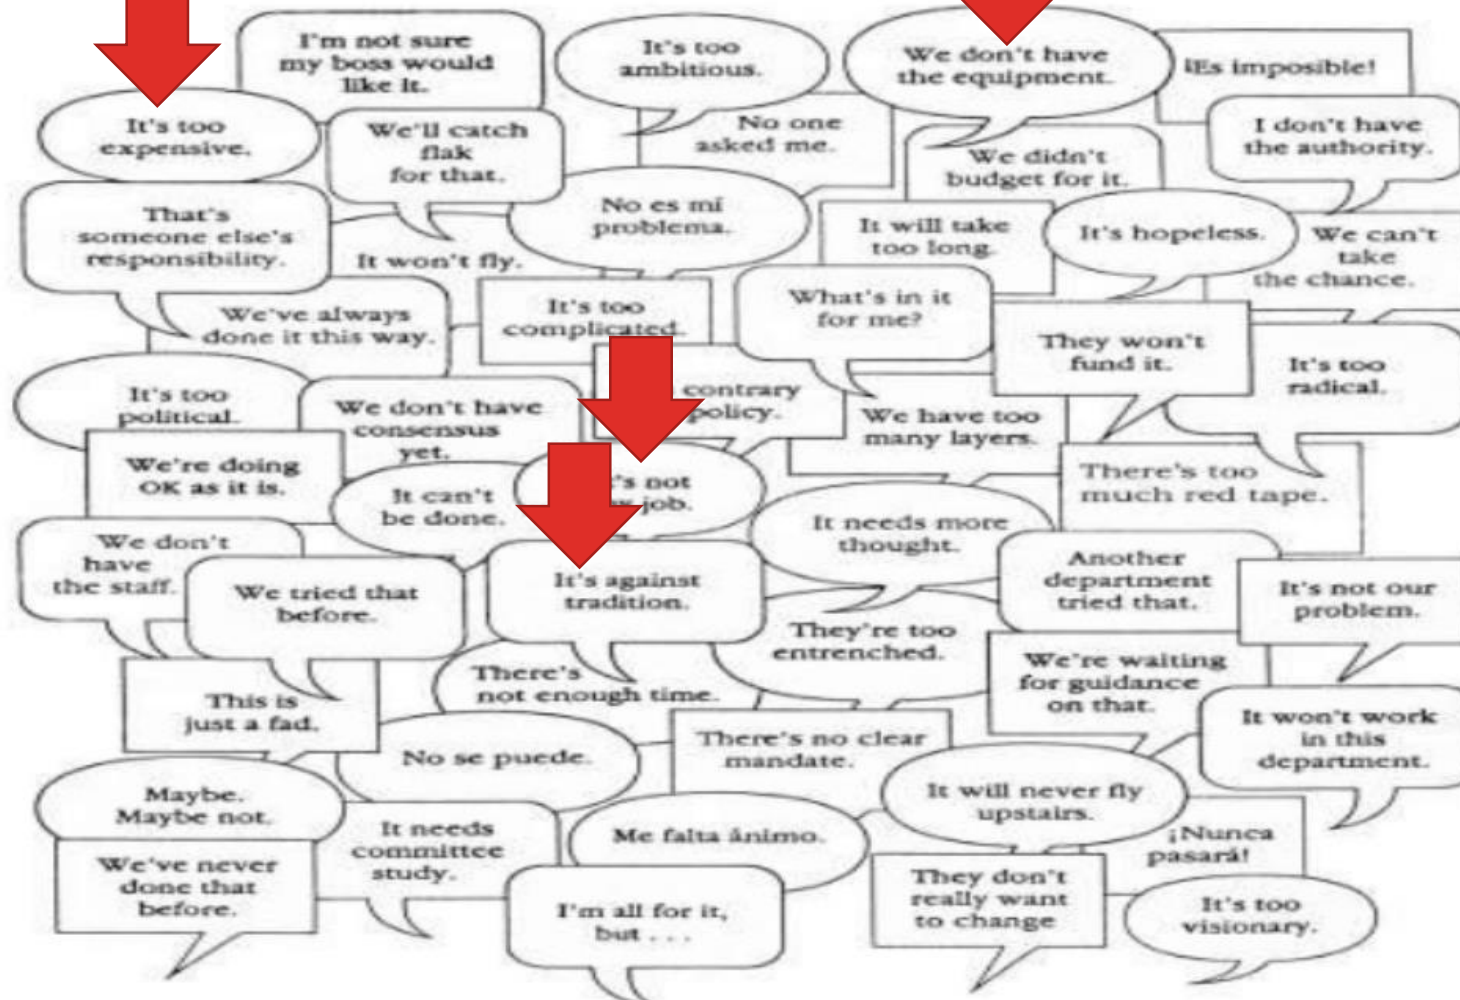 I'm not sure
my boss would
like it.
It's too
ambitious.
We don't have
the equipment.
¡Es imposible!
It's too
expensive.
We'll catch
flak
for that.
No one
asked me.
We didn't
budget for it.
I don't have
the authority.
That's
someone else's
responsibility.
It won't fly.
No es mí
problema.
It will take
too long.
It's hopeless.
We can't
take
the chance.
We've always
done it this way.
It's too
complicated.
What's in it
for me?
They won't
fund it.
It's too
radical.
It's too
political.
We don't have
consensus
yet.
contrary
policy.
We have too
many layers.
We're doing
OK as it is.
It can't
be done.
not
job.
It needs more
thought.
There's too
much red tape.
We don't
have
the staff.
We tried that
before.
It's against
tradition.
Another
department
tried that.
It's not our
problem.
They're too
entrenched.
There's
not enough time.
We're waiting
for guidance
on that.
This is
just a fad.
No se puede.
There's no clear
mandate.
It won't work
in this
department.
Maybe.
Maybe not.
It needs
committee
study.
Me falta ánimo.
It will never fly
upstairs.
¡Nunca
pasará!
We've never
done that
before.
I'm all for it,
but . . .
They don't
really want
to change
It's too
visionary.